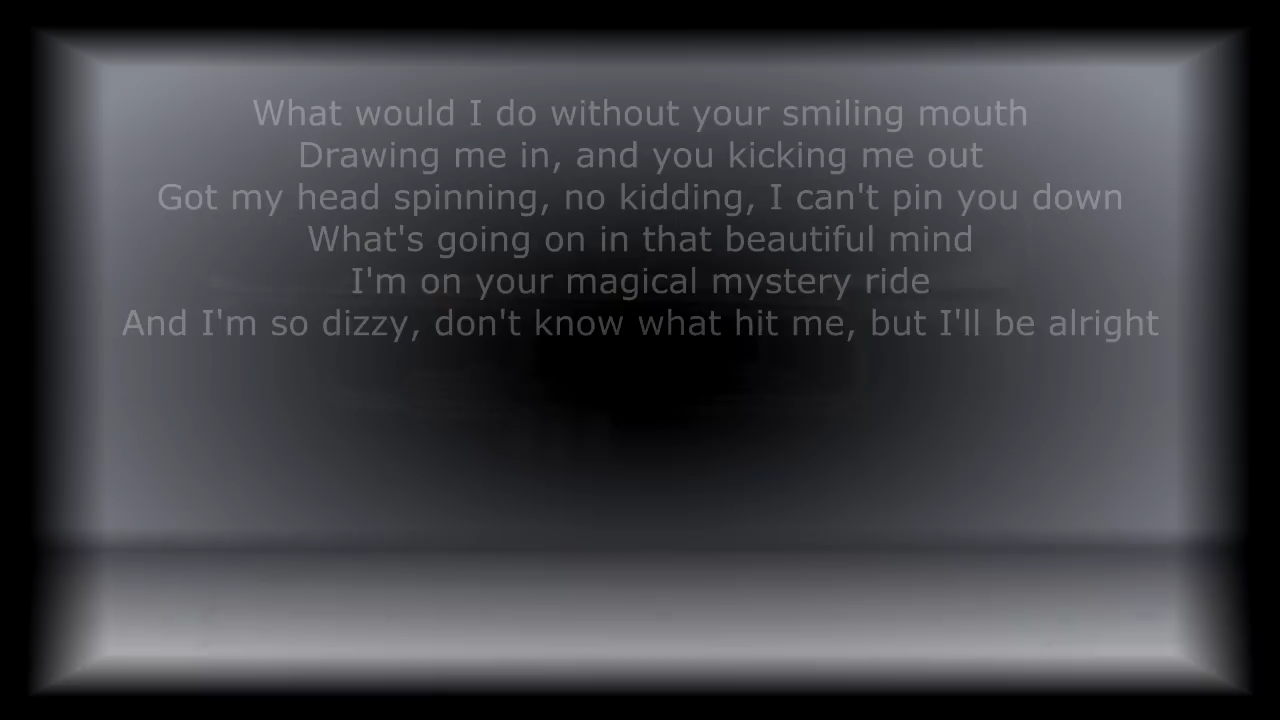 What would I do without your smiling mouth
Drawing me in, and you kicking me out
Got my head spinning, no kidding, I can't pin you down
What's going on in that beautiful mind
I'm on your magical mystery ride
And I'm so dizzy, don't know what hit me, but I'll be alright